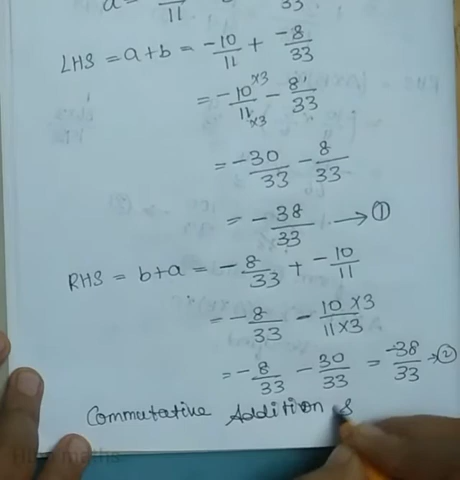 a = /11 33
LHS = a+b = -10/11 + -8/33
= -10×3/11×3 - 8/33
= -30/33 - 8/33
= -38/33 → ①
RHS = b+a = -8/33 + -10/11
= -8/33 - 10×3/11×3
= -8/33 - 30/33 = -38/33 → ②
Commutative Addition &